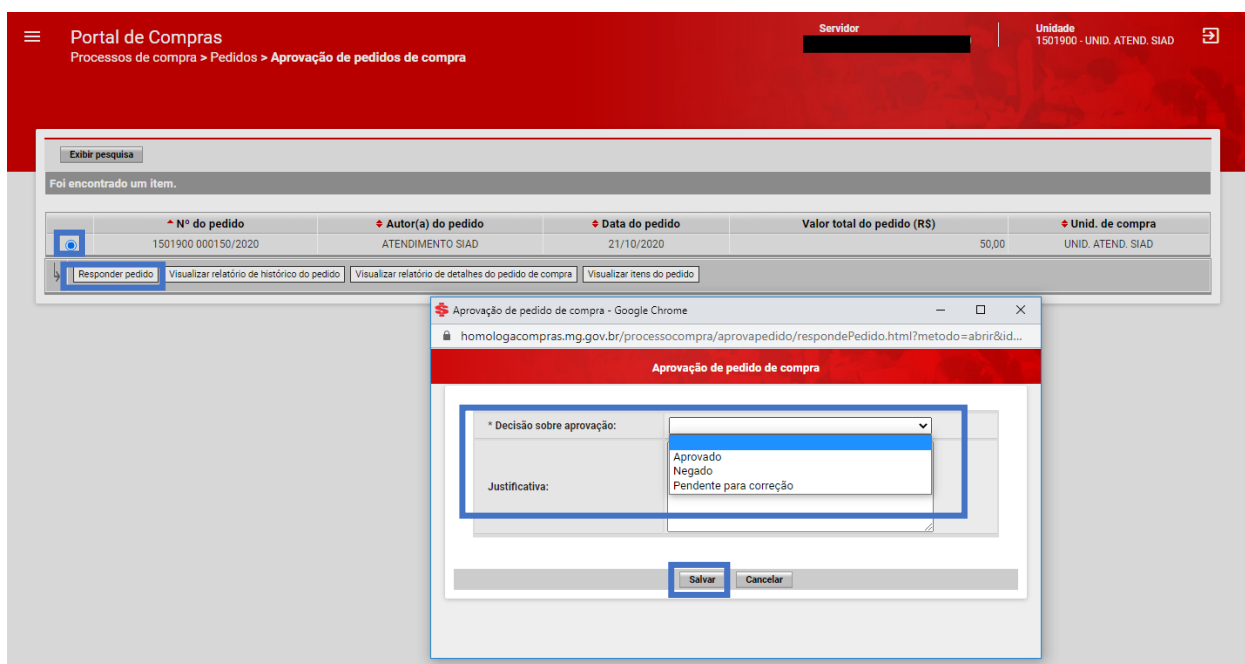 Portal de Compras
Processos de compra > Pedidos > Aprovação de pedidos de compra
Servidor
Unidade
1501900 - UNID. ATEND. SIAD
Exibir pesquisa
Foi encontrado um item.
Nº do pedido Autor(a) do pedido Data do pedido Valor total do pedido (R$) Unid. de compra
1501900 000150/2020 ATENDIMENTO SIAD 21/10/2020 50,00 UNID. ATEND. SIAD
Responder pedido Visualizar relatório de histórico do pedido Visualizar relatório de detalhes do pedido de compra Visualizar itens do pedido
Aprovação de pedido de compra - Google Chrome
homologacompras.mg.gov.br/processocompra/aprovapedido/respondePedido.html?metodo=abrir&id...
Aprovação de pedido de compra
* Decisão sobre aprovação:
Aprovado
Negado
Pendente para correção
Justificativa:
Salvar Cancelar